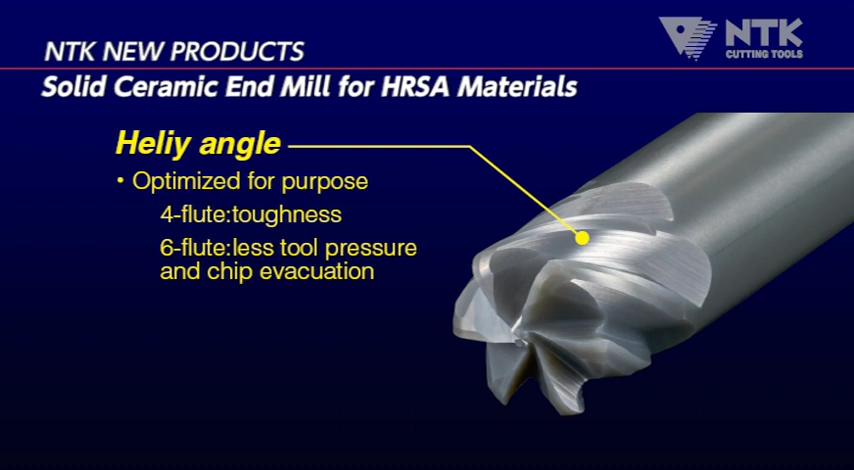 NTK
CUTTING TOOLS
NTK NEW PRODUCTS
Solid Ceramic End Mill for HRSA Materials
Heliy angle
• Optimized for purpose
4-flute:toughness
6-flute:less tool pressure
and chip evacuation